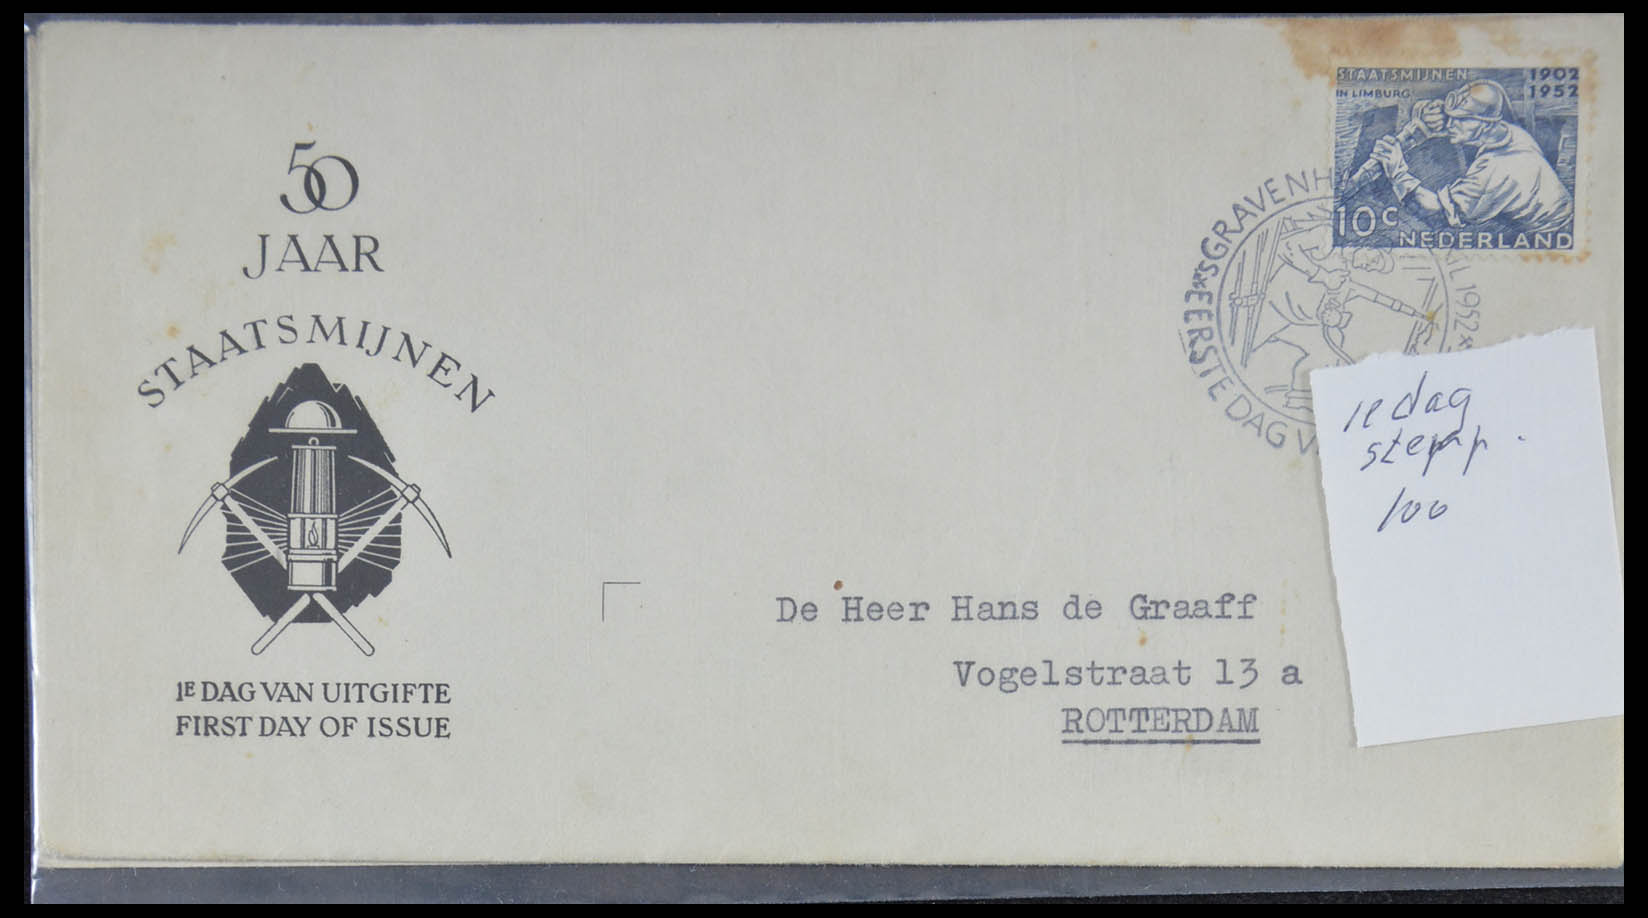 50
JAAR
STAATSMIJNEN
1E DAG VAN UITGIFTE
FIRST DAY OF ISSUE
STAATSMIJNEN 1902
IN LIMBURG 1952
10c
NEDERLAND
'SGRAVENH
IL 1952
EERSTE DAG V
1e dag
stemp.
100
De Heer Hans de Graaff
Vogelstraat 13 a
ROTTERDAM